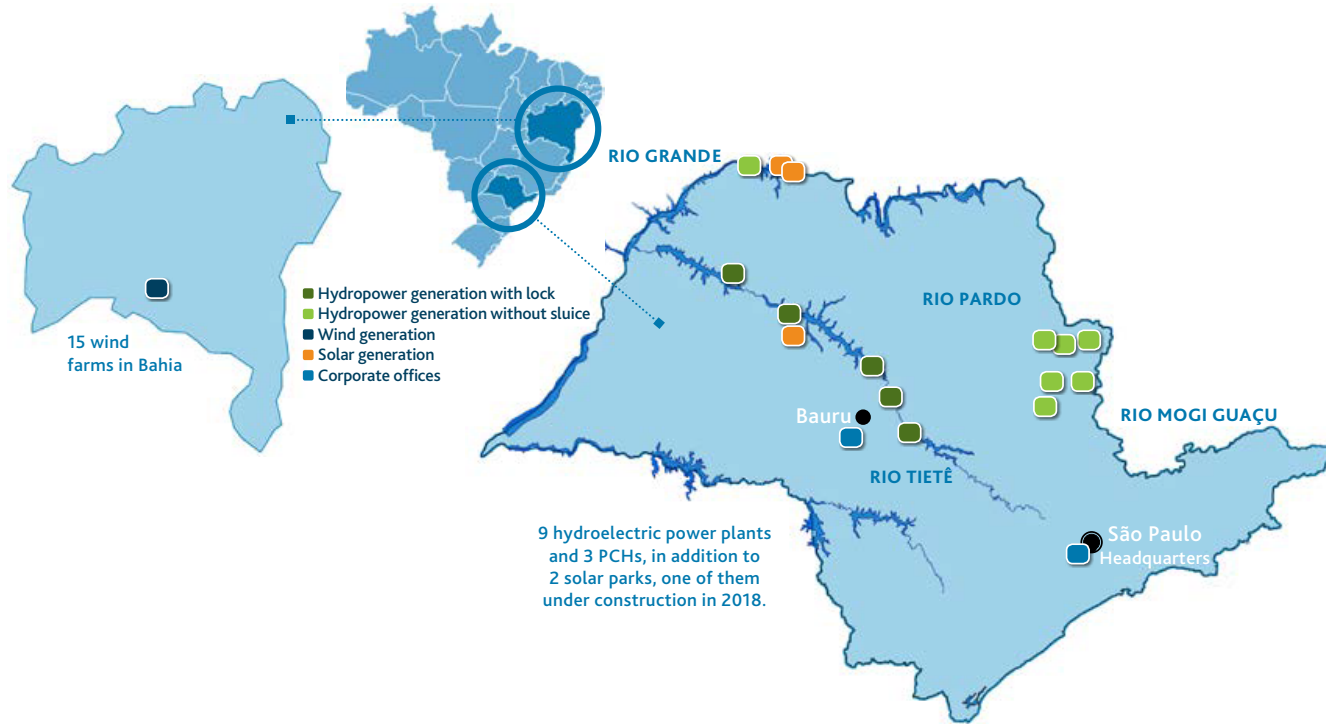 RIO GRANDE
Hydropower generation with lock
Hydropower generation without sluice
Wind generation
Solar generation
Corporate offices
15 wind
farms in Bahia
RIO PARDO
Bauru
RIO MOGI GUAÇU
RIO TIETÊ
9 hydroelectric power plants
and 3 PCHs, in addition to
2 solar parks, one of them
under construction in 2018.
São Paulo
Headquarters